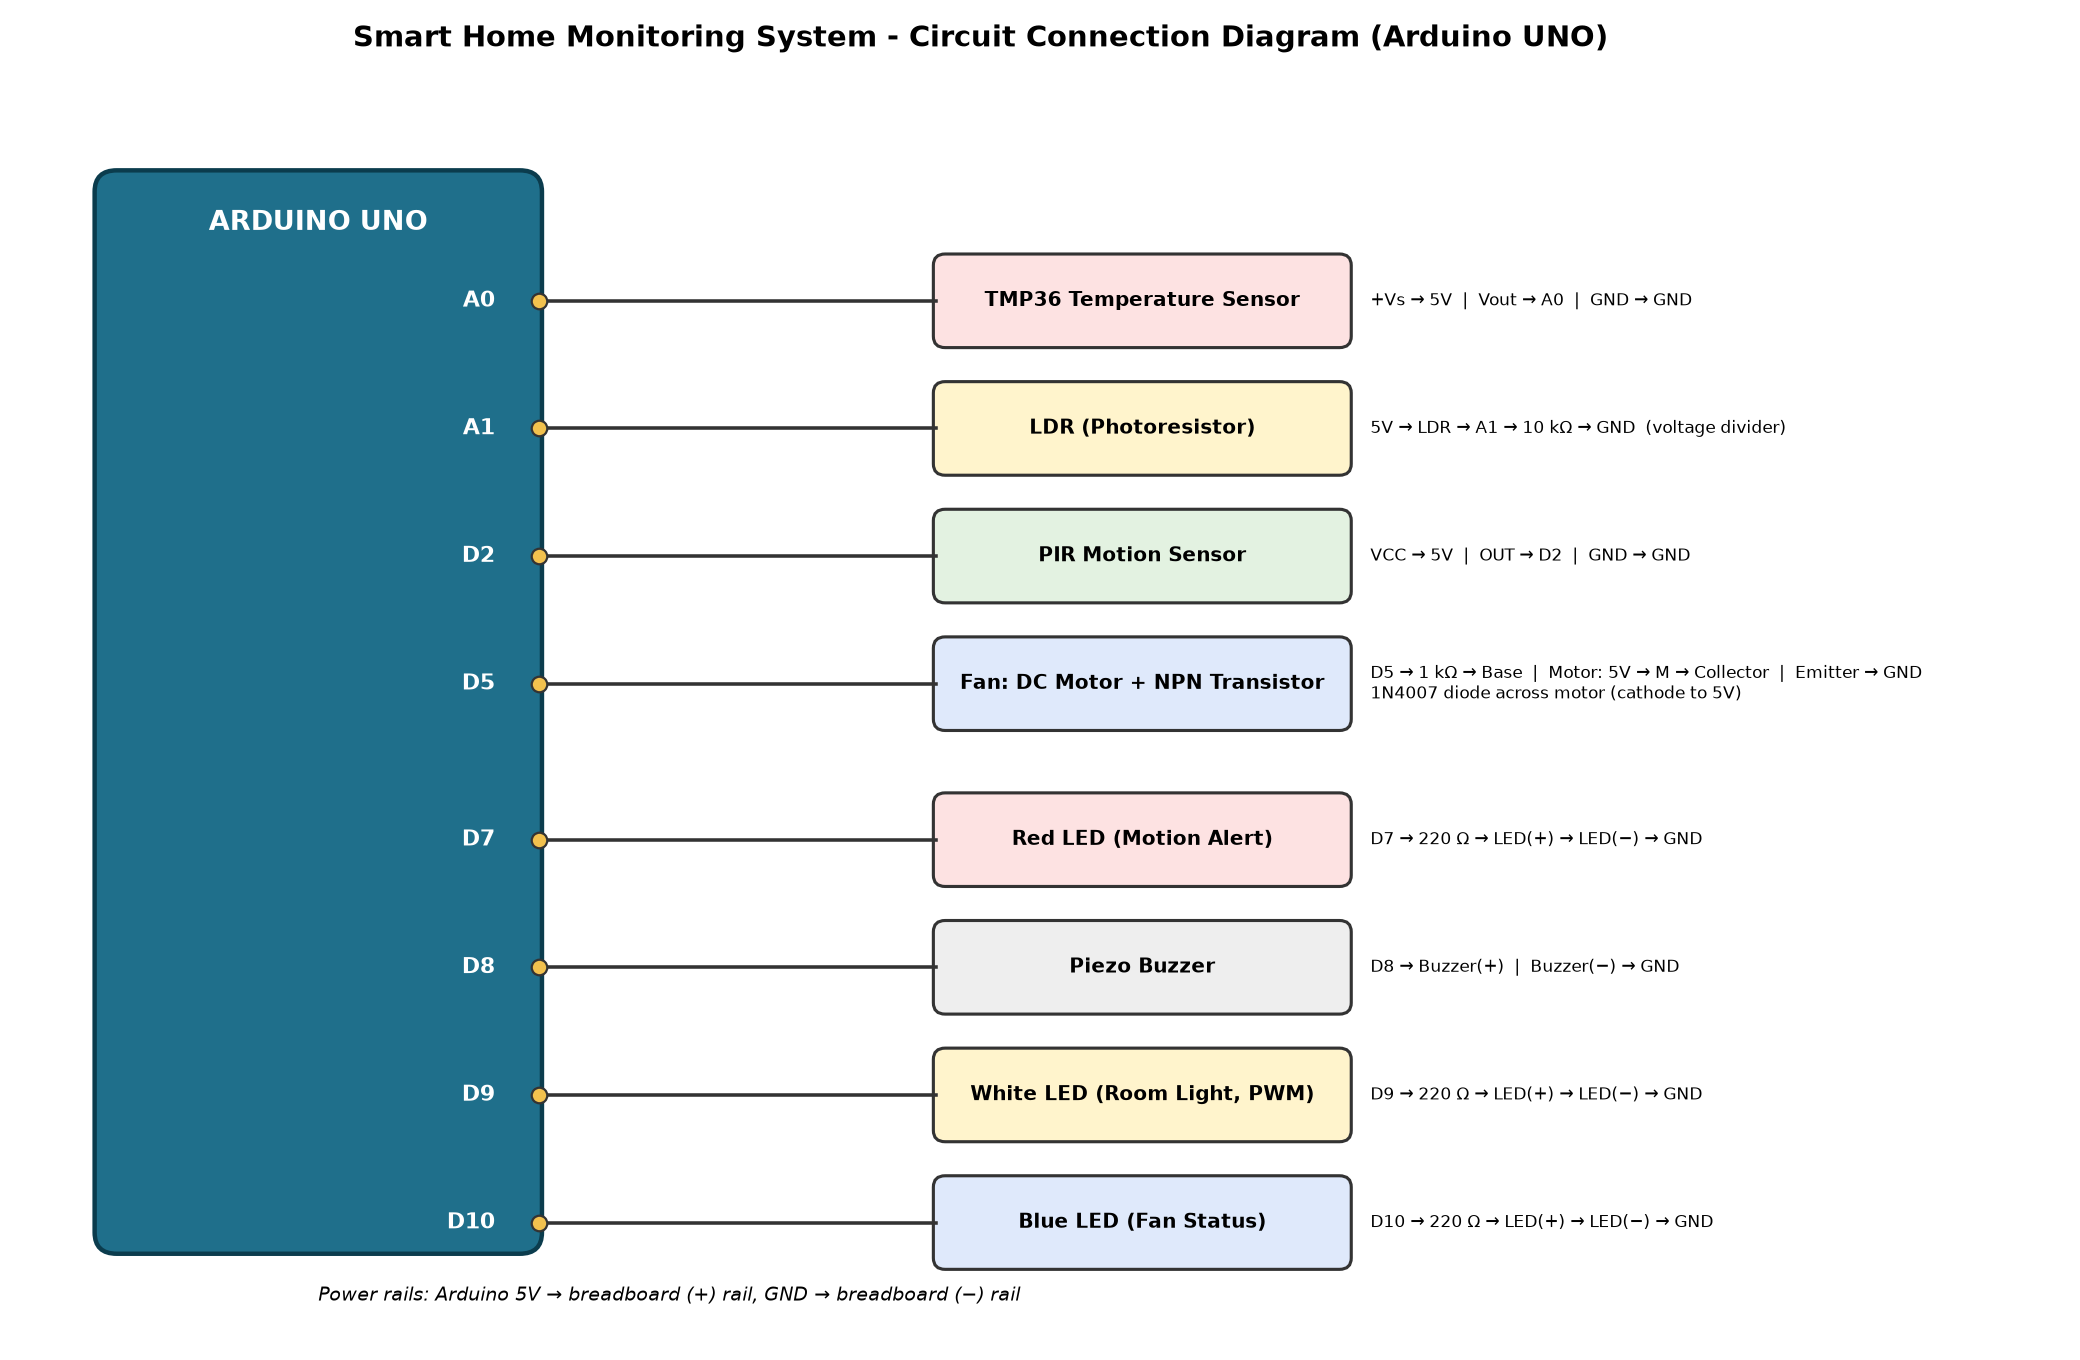 Smart Home Monitoring System - Circuit Connection Diagram (Arduino UNO)
ARDUINO UNO
A0
TMP36 Temperature Sensor
+Vs → 5V | Vout → A0 | GND → GND
A1
LDR (Photoresistor)
5V → LDR → A1 → 10 kΩ → GND (voltage divider)
D2
PIR Motion Sensor
VCC → 5V | OUT → D2 | GND → GND
D5
Fan: DC Motor + NPN Transistor
D5 → 1 kΩ → Base | Motor: 5V → M → Collector | Emitter → GND
1N4007 diode across motor (cathode to 5V)
D7
Red LED (Motion Alert)
D7 → 220 Ω → LED(+) → LED(−) → GND
D8
Piezo Buzzer
D8 → Buzzer(+) | Buzzer(−) → GND
D9
White LED (Room Light, PWM)
D9 → 220 Ω → LED(+) → LED(−) → GND
D10
Blue LED (Fan Status)
D10 → 220 Ω → LED(+) → LED(−) → GND
Power rails: Arduino 5V → breadboard (+) rail, GND → breadboard (−) rail